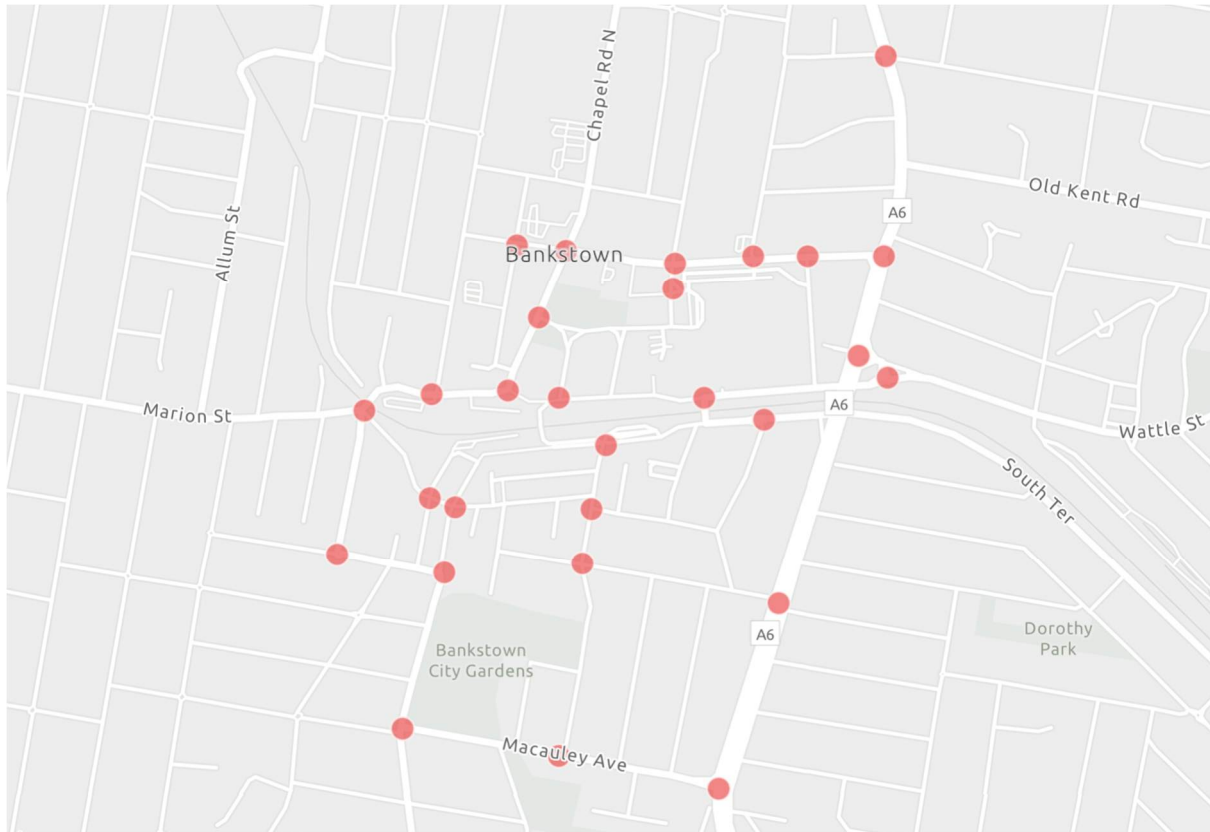 Chapel Rd N
Old Kent Rd
A6
Allum St
Bankstown
A6
Marion St
Wattle St
South Ter
A6
Dorothy
Park
Bankstown
City Gardens
Macauley Ave